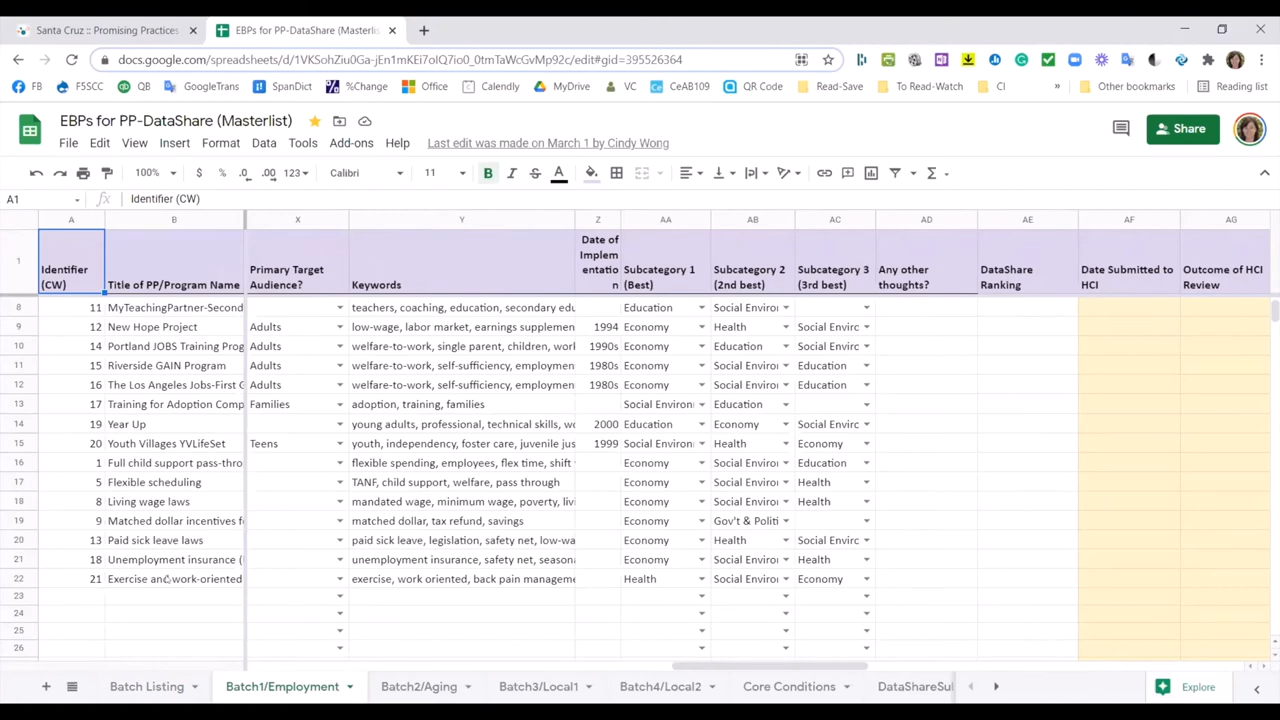 Santa Cruz :: Promising Practices
EBPs for PP-DataShare (Masterlist)
docs.google.com/spreadsheets/d/1VKSohZiu0Ga-jEn1mKEi7oIQ7io0_0tmTaWcGvMp92c/edit#gid=395526364
FB F5SCC QB GoogleTrans SpanDict %Change Office Calendly MyDrive VC CeAB109 QR Code Read-Save To Read-Watch CI » Other bookmarks Reading list
EBPs for PP-DataShare (Masterlist)
Share
File Edit View Insert Format Data Tools Add-ons Help Last edit was made on March 1 by Cindy Wong
100% $ % .0 .00 123 Calibri 11 B I S A Σ
A1 fx Identifier (CW)
A B X Y Z AA AB AC AD AE AF AG
1 Identifier (CW) Title of PP/Program Name Primary Target Audience? Keywords Date of Implementation Subcategory 1 (Best) Subcategory 2 (2nd best) Subcategory 3 (3rd best) Any other thoughts? DataShare Ranking Date Submitted to HCI Outcome of HCI Review
8 11 MyTeachingPartner-Second teachers, coaching, education, secondary edu Education Social Enviror
9 12 New Hope Project Adults low-wage, labor market, earnings supplemen 1994 Economy Health Social Envirc
10 14 Portland JOBS Training Prog Adults welfare-to-work, single parent, children, work 1990s Economy Education Social Envirc
11 15 Riverside GAIN Program Adults welfare-to-work, self-sufficiency, employmen 1980s Economy Social Enviror Education
12 16 The Los Angeles Jobs-First G Adults welfare-to-work, self-sufficiency, employmen 1980s Economy Social Enviror Education
13 17 Training for Adoption Comp Families adoption, training, families Social Environ Education
14 19 Year Up young adults, professional, technical skills, wo 2000 Education Economy Social Envirc
15 20 Youth Villages YVLifeSet Teens youth, independency, foster care, juvenile jus 1999 Social Environ Health Economy
16 1 Full child support pass-thro flexible spending, employees, flex time, shift Economy Social Enviror Education
17 5 Flexible scheduling TANF, child support, welfare, pass through Economy Social Enviror Health
18 8 Living wage laws mandated wage, minimum wage, poverty, livi Economy Social Enviror Health
19 9 Matched dollar incentives f matched dollar, tax refund, savings Economy Gov't & Politi
20 13 Paid sick leave laws paid sick leave, legislation, safety net, low-wa Economy Health Social Envirc
21 18 Unemployment insurance ( unemployment insurance, safety net, season Economy Social Enviror Health
22 21 Exercise and work-oriented exercise, work oriented, back pain manageme Health Social Enviror Economy
23
24
25
26
Batch Listing Batch1/Employment Batch2/Aging Batch3/Local1 Batch4/Local2 Core Conditions DataShareSul Explore